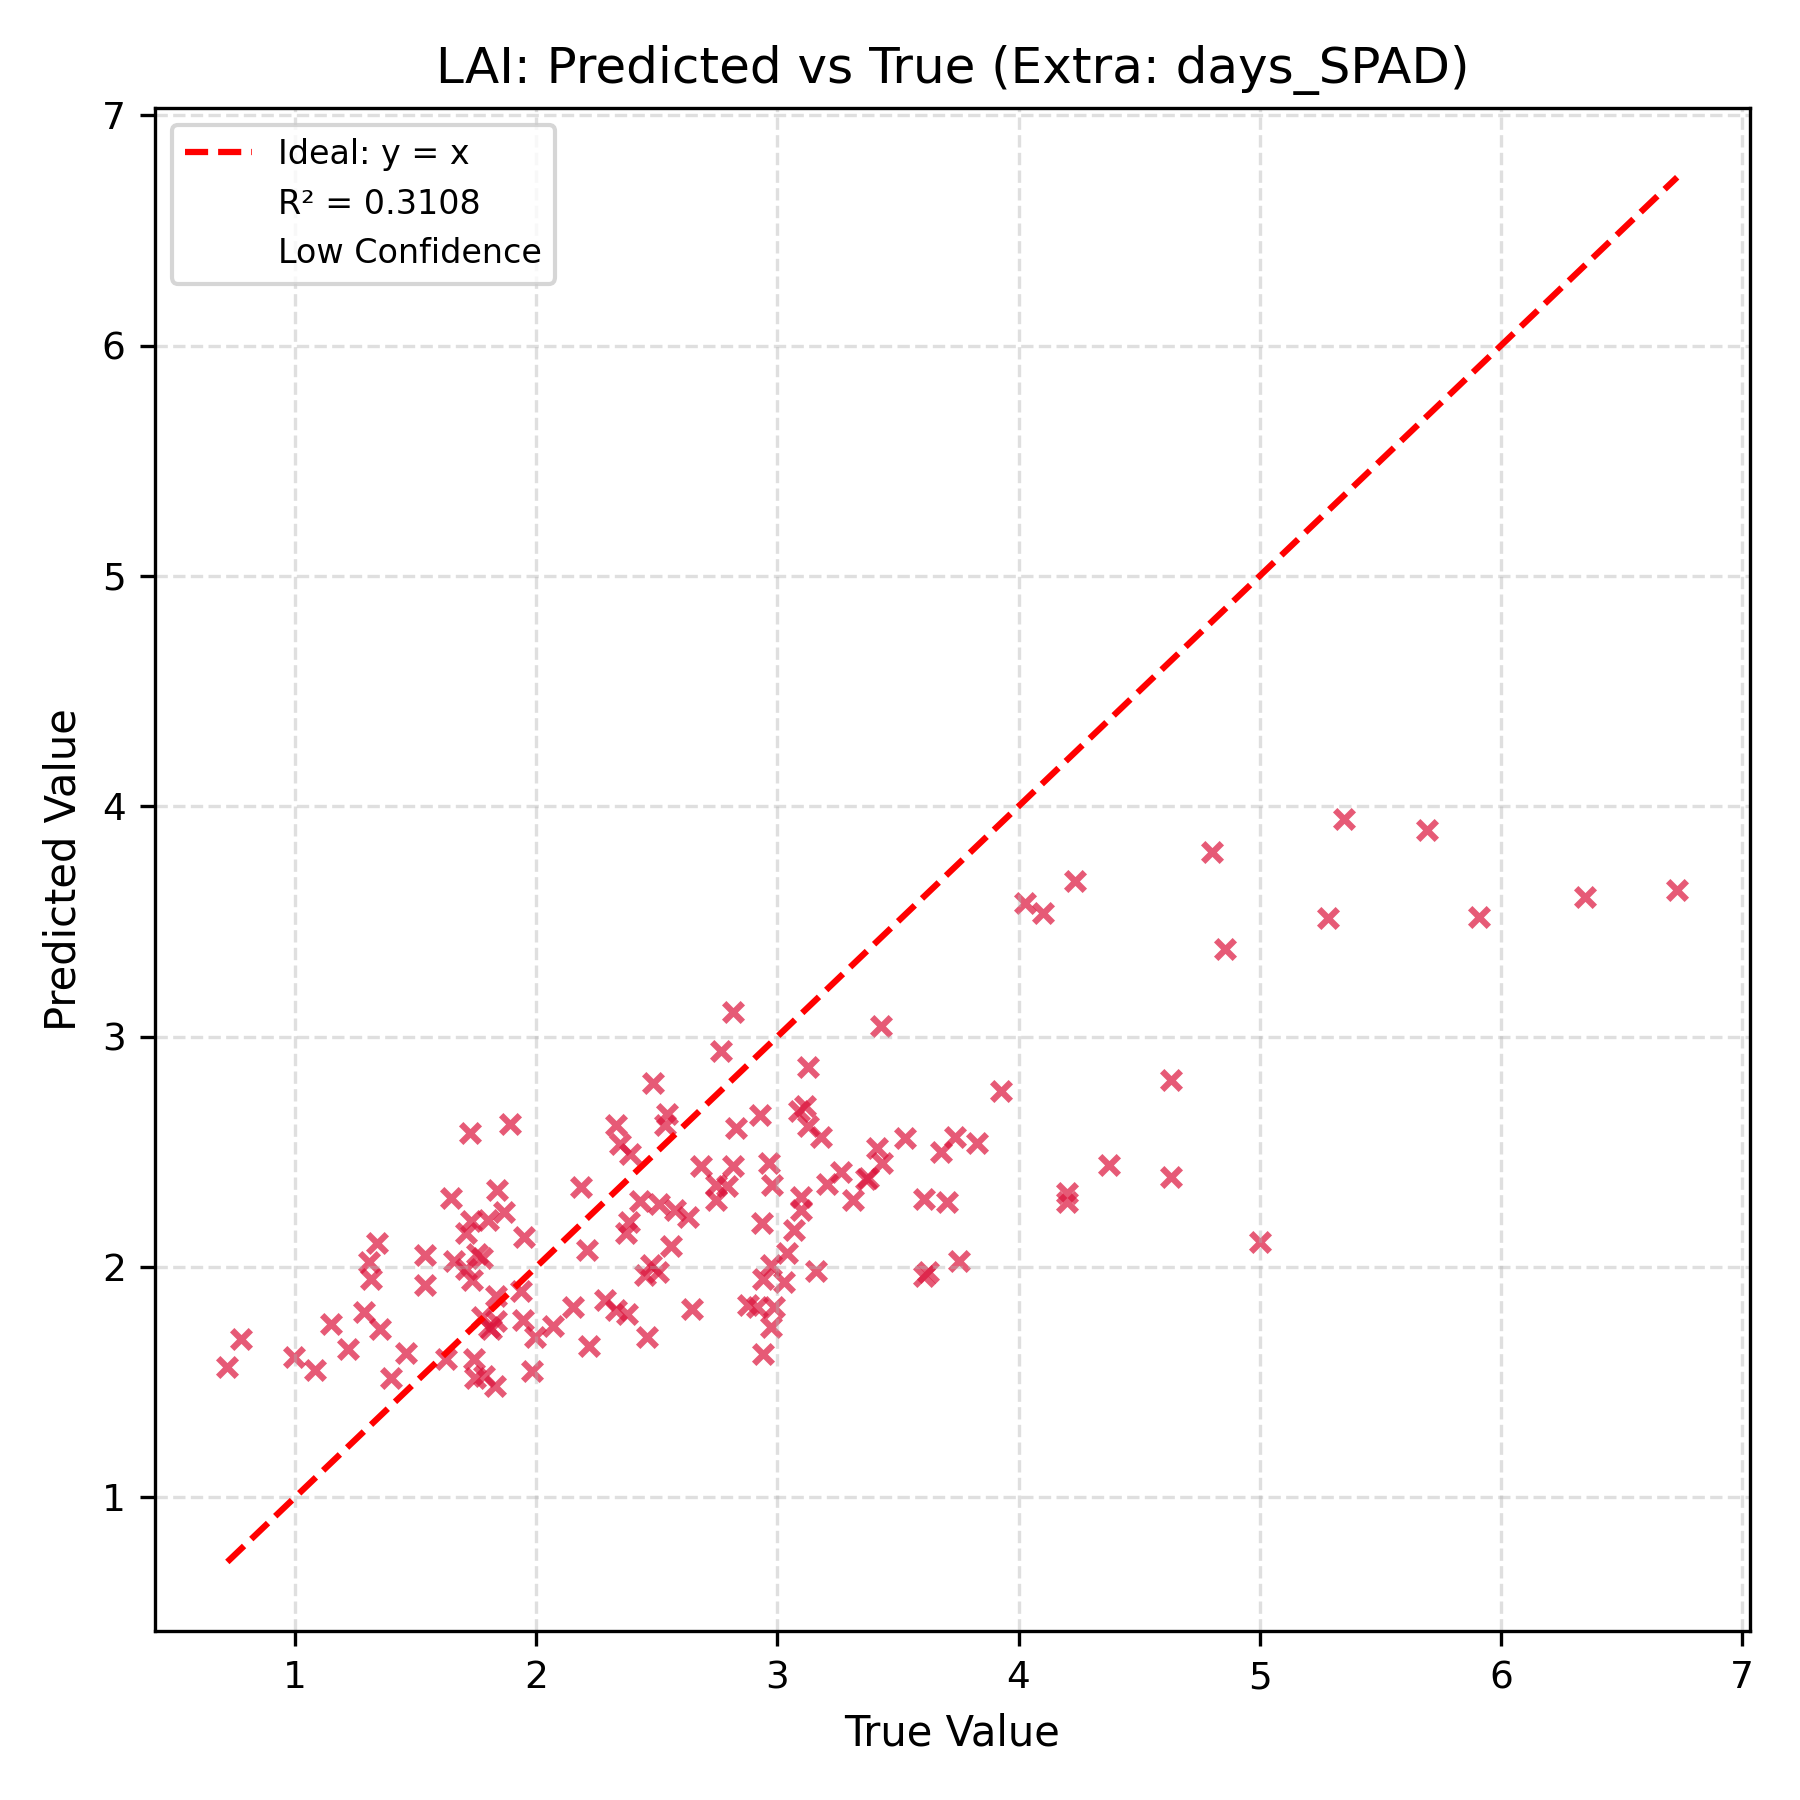 LAI: Predicted vs True (Extra: days_SPAD)
Ideal: y = x
R² = 0.3108
Low Confidence
7
6
5
4
3
2
1
Predicted Value
1 2 3 4 5 6 7
True Value